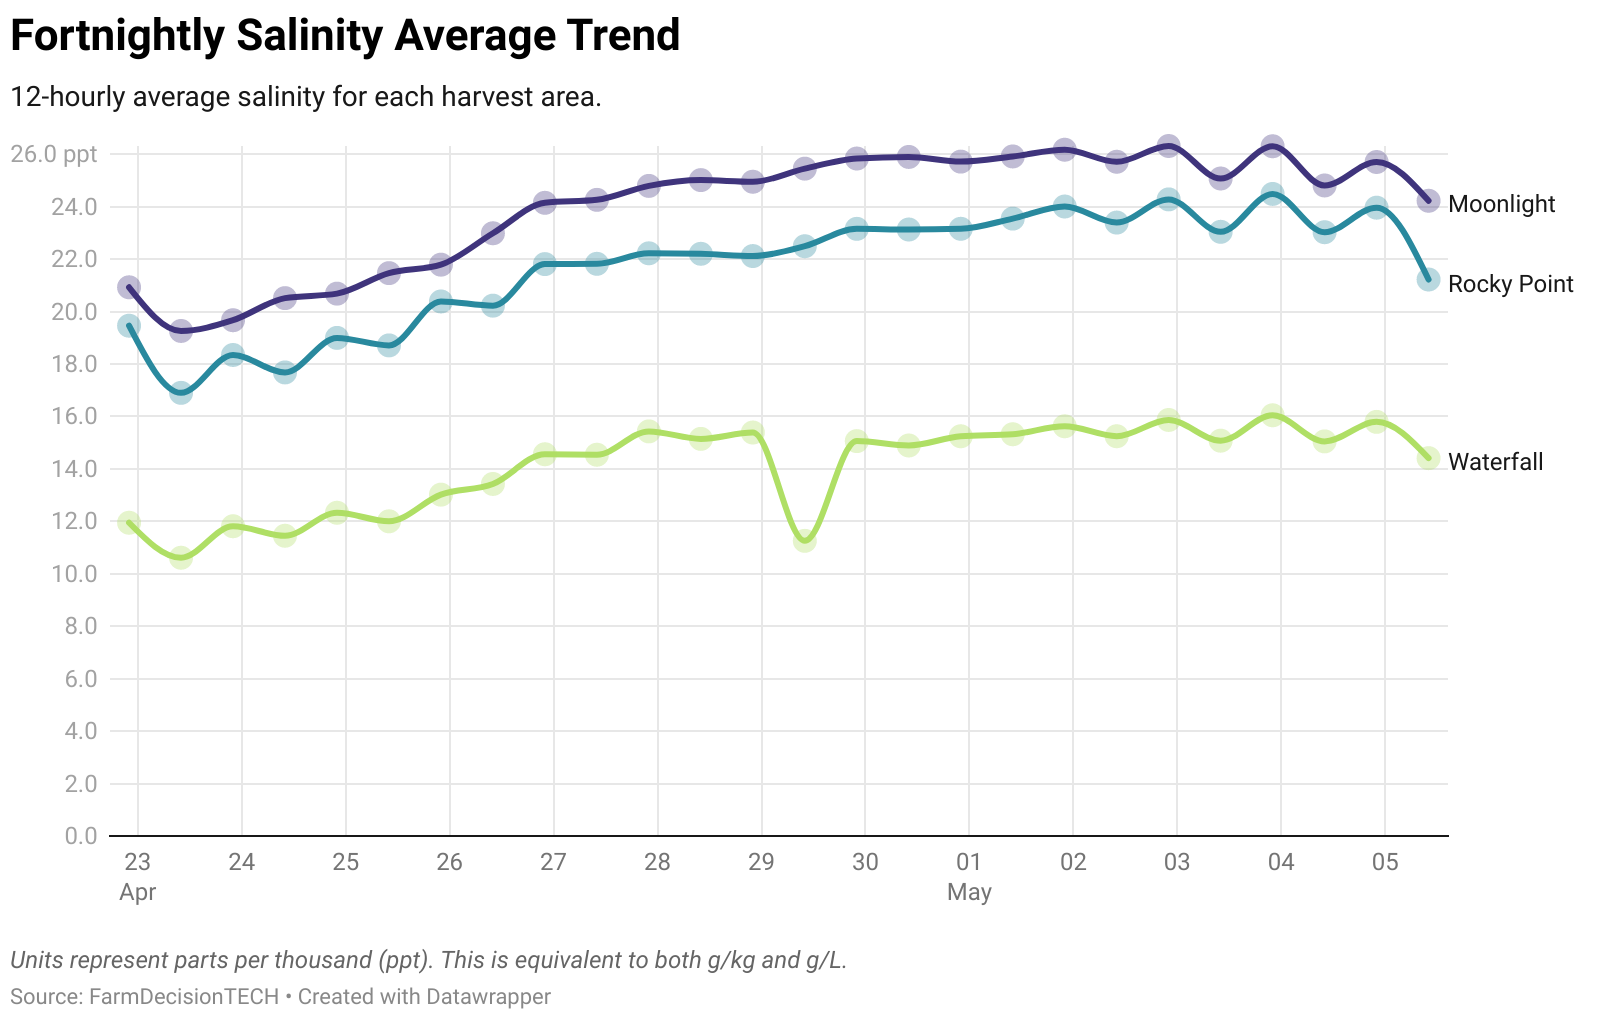 Fortnightly Salinity Average Trend
12-hourly average salinity for each harvest area.
26.0 ppt
24.0
22.0
20.0
18.0
16.0
14.0
12.0
10.0
8.0
6.0
4.0
2.0
0.0
Moonlight
Rocky Point
Waterfall
23 24 25 26 27 28 29 30 01 02 03 04 05
Apr May
Units represent parts per thousand (ppt). This is equivalent to both g/kg and g/L.
Source: FarmDecisionTECH • Created with Datawrapper